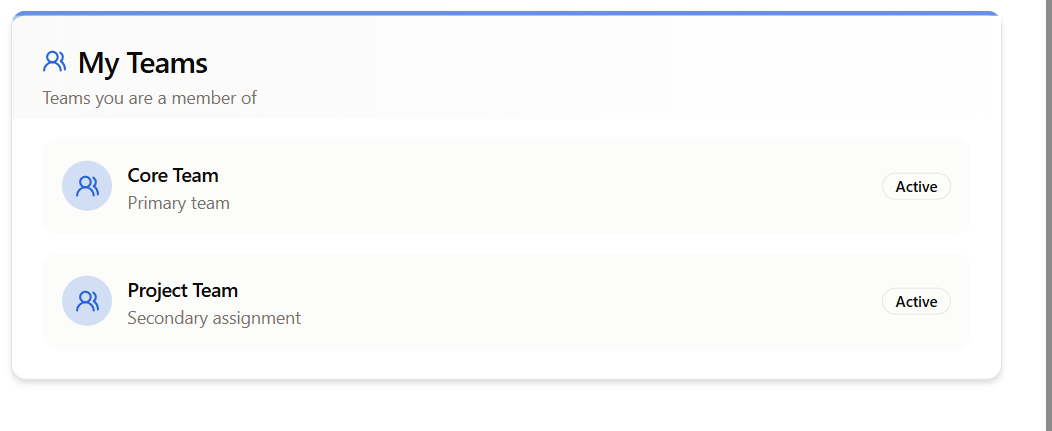 My Teams
Teams you are a member of
Core Team
Primary team
Active
Project Team
Secondary assignment
Active